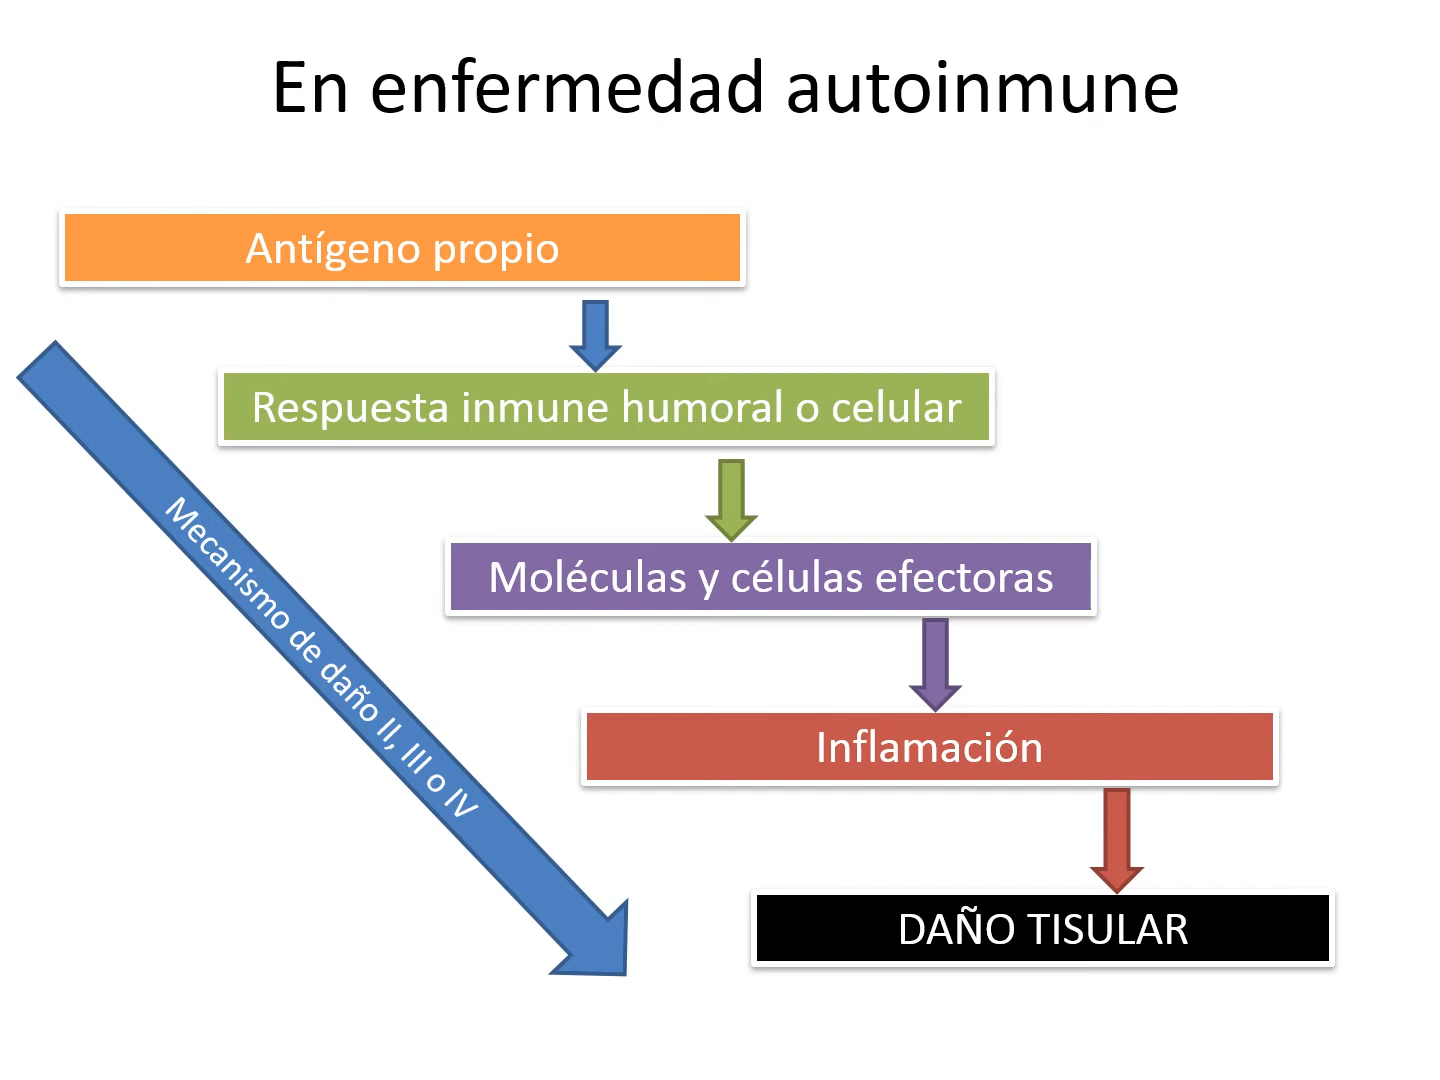 En enfermedad autoinmune
Antígeno propio
Respuesta inmune humoral o celular
Moléculas y células efectoras
Mecanismo de daño II, III o IV
Inflamación
DAÑO TISULAR